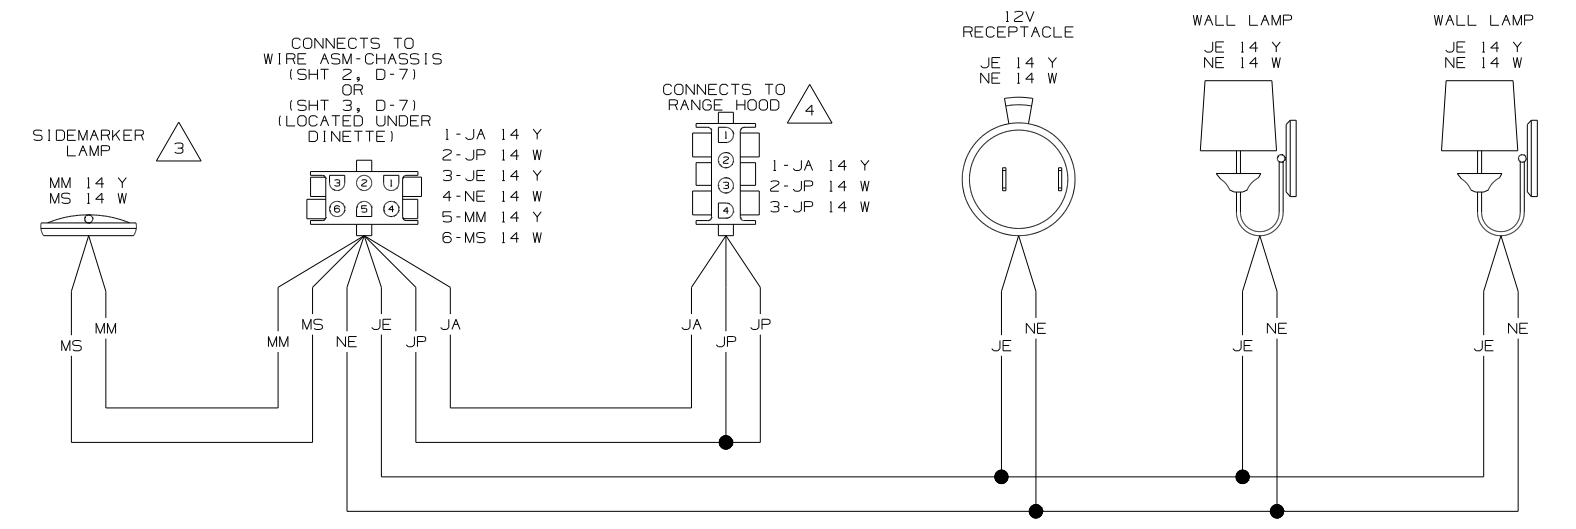 SIDEMARKER
LAMP
3
MM 14 Y
MS 14 W
CONNECTS TO
WIRE ASM-CHASSIS
(SHT 2, D-7)
OR
(SHT 3, D-7)
(LOCATED UNDER
DINETTE)
1-JA 14 Y
2-JP 14 W
3-JE 14 Y
4-NE 14 W
5-MM 14 Y
6-MS 14 W
3 2 1
6 5 4
CONNECTS TO
RANGE HOOD
4
1
2
3
4
1-JA 14 Y
2-JP 14 W
3-JP 14 W
12V
RECEPTACLE
JE 14 Y
NE 14 W
WALL LAMP
JE 14 Y
NE 14 W
WALL LAMP
JE 14 Y
NE 14 W
MS
MM
MM
MS
NE
JE
JP
JA
JA
JP
JP
JE
NE
JE
NE
JE
NE